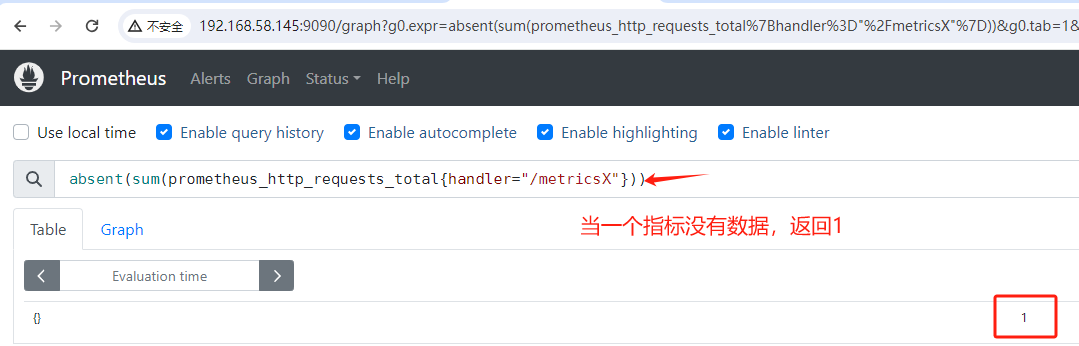 不安全 192.168.58.145:9090/graph?g0.expr=absent(sum(prometheus_http_requests_total%7Bhandler%3D"%2FmetricsX"%7D))&g0.tab=1&
Prometheus Alerts Graph Status Help
Use local time Enable query history Enable autocomplete Enable highlighting Enable linter
absent(sum(prometheus_http_requests_total{handler="/metricsX"}))
当一个指标没有数据，返回1
Table Graph
Evaluation time
{} 1